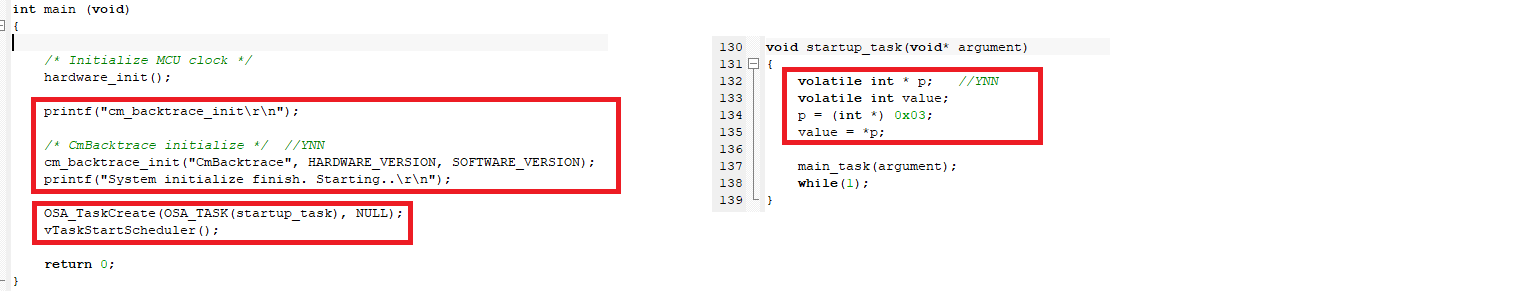 int main (void)
{
/* Initialize MCU clock */
hardware_init();
printf("cm_backtrace_init\r\n");
/* CmBacktrace initialize */  //YNN
cm_backtrace_init("CmBacktrace", HARDWARE_VERSION, SOFTWARE_VERSION);
printf("System initialize finish. Starting..\r\n");
OSA_TaskCreate(OSA_TASK(startup_task), NULL);
vTaskStartScheduler();
return 0;
}
130 void startup_task(void* argument)
131 {
132 volatile int * p;   //YNN
133 volatile int value;
134 p = (int *) 0x03;
135 value = *p;
136
137 main_task(argument);
138 while(1);
139 }